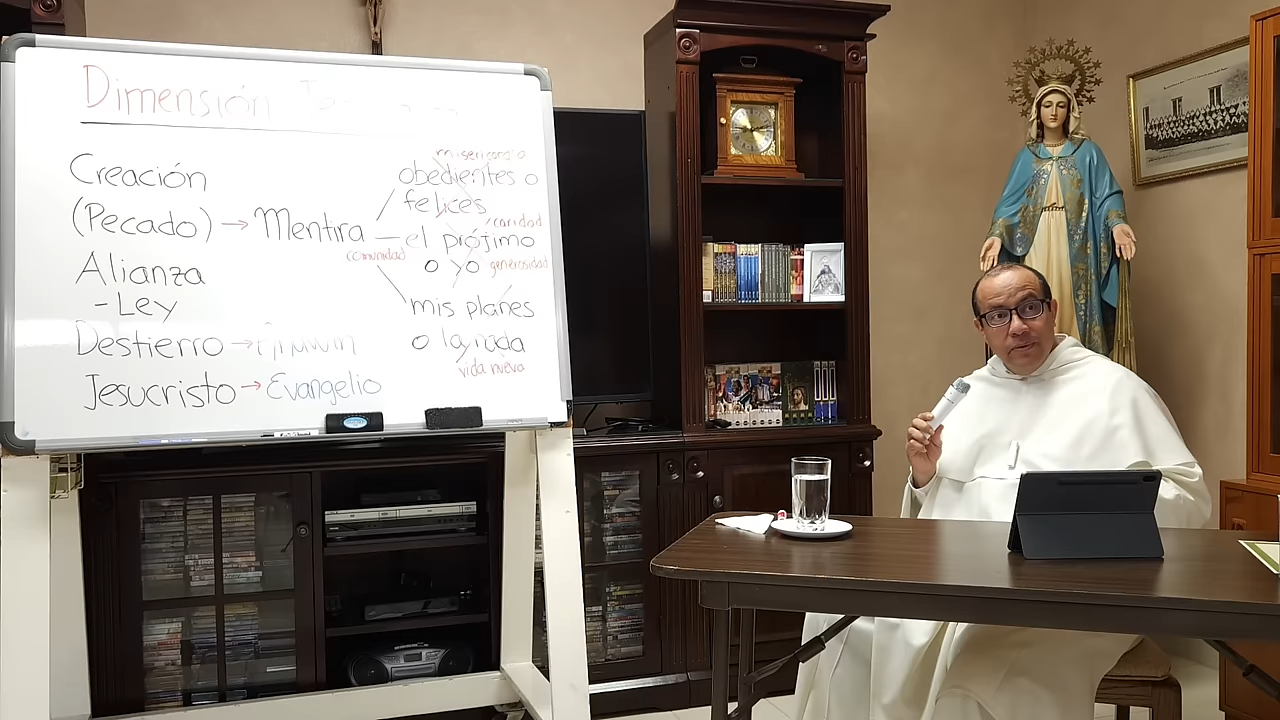 Dimensión
Creación
(Pecado) → Mentira
Alianza
- Ley
Destierro →
Jesucristo → Evangelio
misericordia
obedientes o
felices
caridad
el prójimo
comunidad
o yo generosidad
mis planes
o la nada
vida nueva